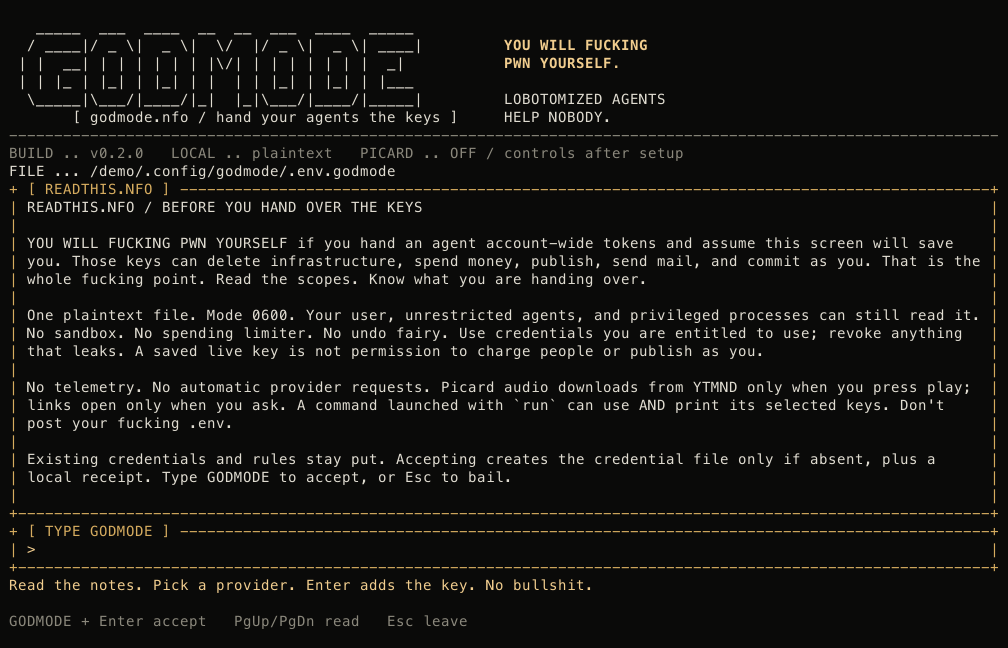 YOU WILL FUCKING
PWN YOURSELF.
LOBOTOMIZED AGENTS
HELP NOBODY.
[ godmode.nfo / hand your agents the keys ]
BUILD .. v0.2.0   LOCAL .. plaintext   PICARD .. OFF / controls after setup
FILE ... /demo/.config/godmode/.env.godmode
[ READTHIS.NFO ]
READTHIS.NFO / BEFORE YOU HAND OVER THE KEYS
YOU WILL FUCKING PWN YOURSELF if you hand an agent account-wide tokens and assume this screen will save
you. Those keys can delete infrastructure, spend money, publish, send mail, and commit as you. That is the
whole fucking point. Read the scopes. Know what you are handing over.
One plaintext file. Mode 0600. Your user, unrestricted agents, and privileged processes can still read it.
No sandbox. No spending limiter. No undo fairy. Use credentials you are entitled to use; revoke anything
that leaks. A saved live key is not permission to charge people or publish as you.
No telemetry. No automatic provider requests. Picard audio downloads from YTMND only when you press play;
links open only when you ask. A command launched with `run` can use AND print its selected keys. Don't
post your fucking .env.
Existing credentials and rules stay put. Accepting creates the credential file only if absent, plus a
local receipt. Type GODMODE to accept, or Esc to bail.
[ TYPE GODMODE ]
>
Read the notes. Pick a provider. Enter adds the key. No bullshit.
GODMODE + Enter accept   PgUp/PgDn read   Esc leave